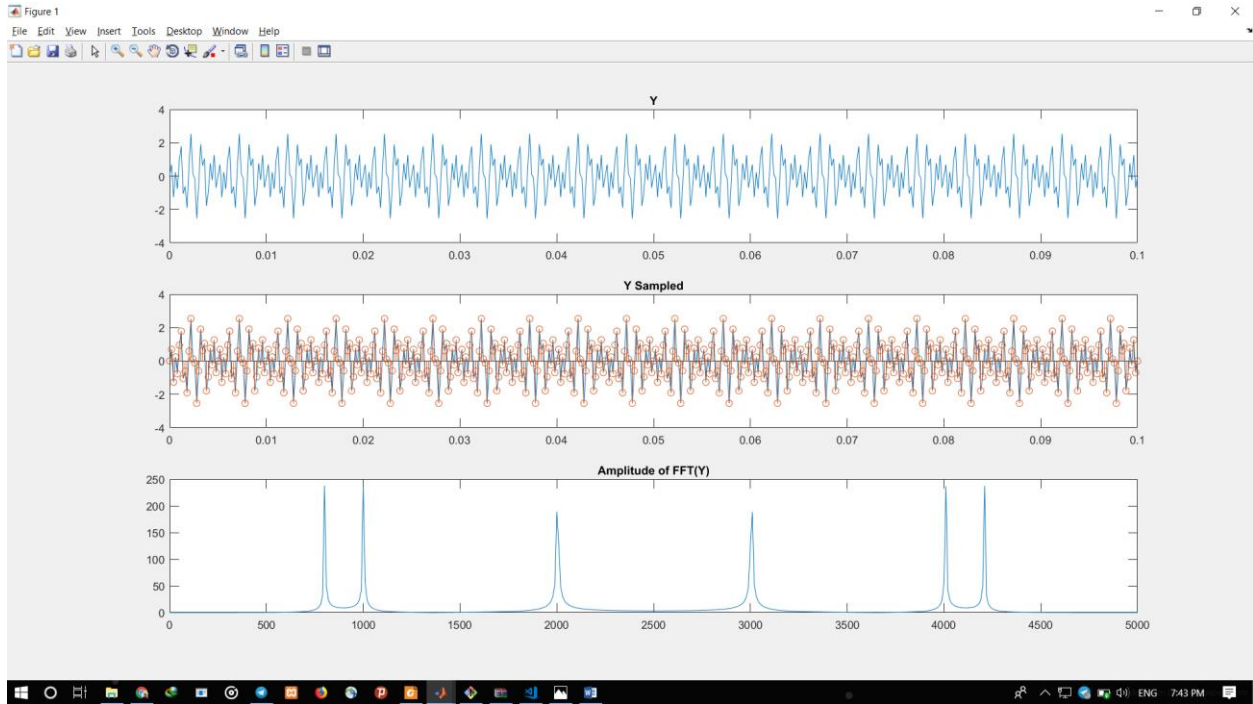 Figure 1
File Edit View Insert Tools Desktop Window Help
Y
4
2
0
-2
-4
0 0.01 0.02 0.03 0.04 0.05 0.06 0.07 0.08 0.09 0.1
Y Sampled
4
2
0
-2
-4
0 0.01 0.02 0.03 0.04 0.05 0.06 0.07 0.08 0.09 0.1
Amplitude of FFT(Y)
250
200
150
100
50
0
0 500 1000 1500 2000 2500 3000 3500 4000 4500 5000
ENG 7:43 PM